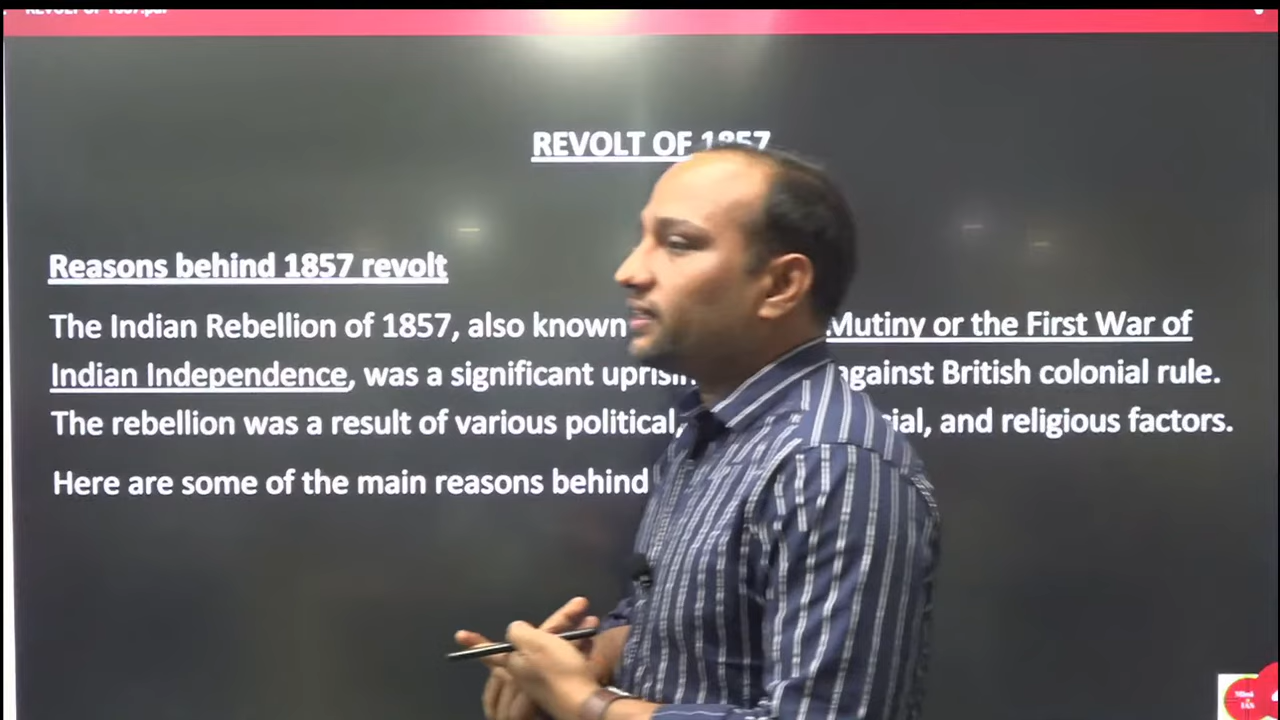 REVOLT OF 1857
Reasons behind 1857 revolt
The Indian Rebellion of 1857, also known Mutiny or the First War of
Indian Independence, was a significant against British colonial rule.
The rebellion was a result of various political, and religious factors.
Here are some of the main reasons behind